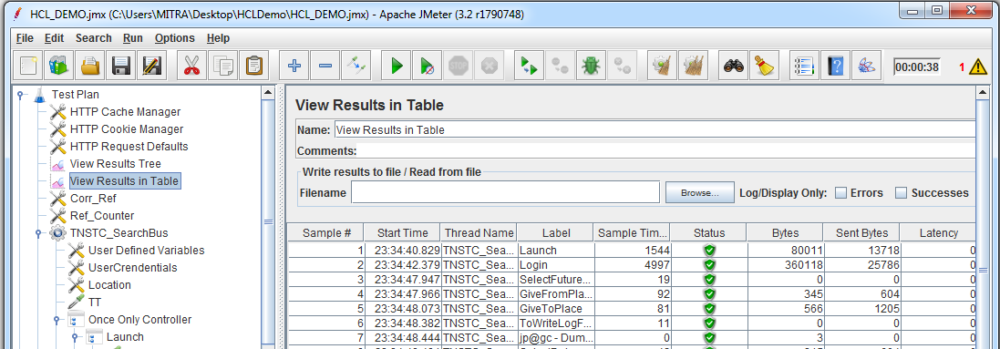 HCL_DEMO.jmx (C:\Users\MITRA\Desktop\HCLDemo\HCL_DEMO.jmx) - Apache JMeter (3.2 r1790748)
File Edit Search Run Options Help
00:00:38 1
Test Plan
HTTP Cache Manager
HTTP Cookie Manager
HTTP Request Defaults
View Results Tree
View Results in Table
Corr_Ref
Ref_Counter
TNSTC_SearchBus
User Defined Variables
UserCrendentials
Location
TT
Once Only Controller
Launch
View Results in Table
Name: View Results in Table
Comments:
Write results to file / Read from file
Filename Browse... Log/Display Only: Errors Successes
Sample # Start Time Thread Name Label Sample Tim... Status Bytes Sent Bytes Latency
1 23:34:40.829 TNSTC_Sea... Launch 1544 80011 13718 0
2 23:34:42.379 TNSTC_Sea... Login 4997 360118 25786 0
3 23:34:47.947 TNSTC_Sea... SelectFuture... 19 0 0 0
4 23:34:47.966 TNSTC_Sea... GiveFromPla... 92 345 604 0
5 23:34:48.073 TNSTC_Sea... GiveToPlace 81 566 1205 0
6 23:34:48.382 TNSTC_Sea... ToWriteLogF... 11 0 0 0
7 23:34:48.444 TNSTC_Sea... jp@gc - Dum... 0 3 0 0